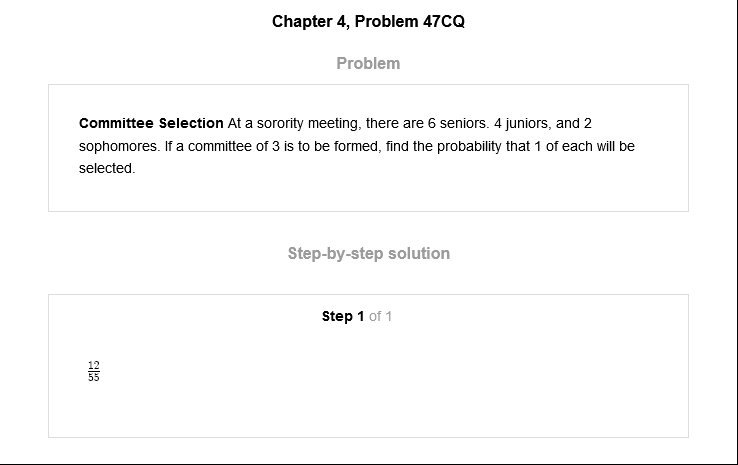 Chapter 4, Problem 47CQ
Problem
Committee Selection At a sorority meeting, there are 6 seniors. 4 juniors, and 2
sophomores. If a committee of 3 is to be formed, find the probability that 1 of each will be
selected.
Step-by-step solution
Step 1 of 1
12
55